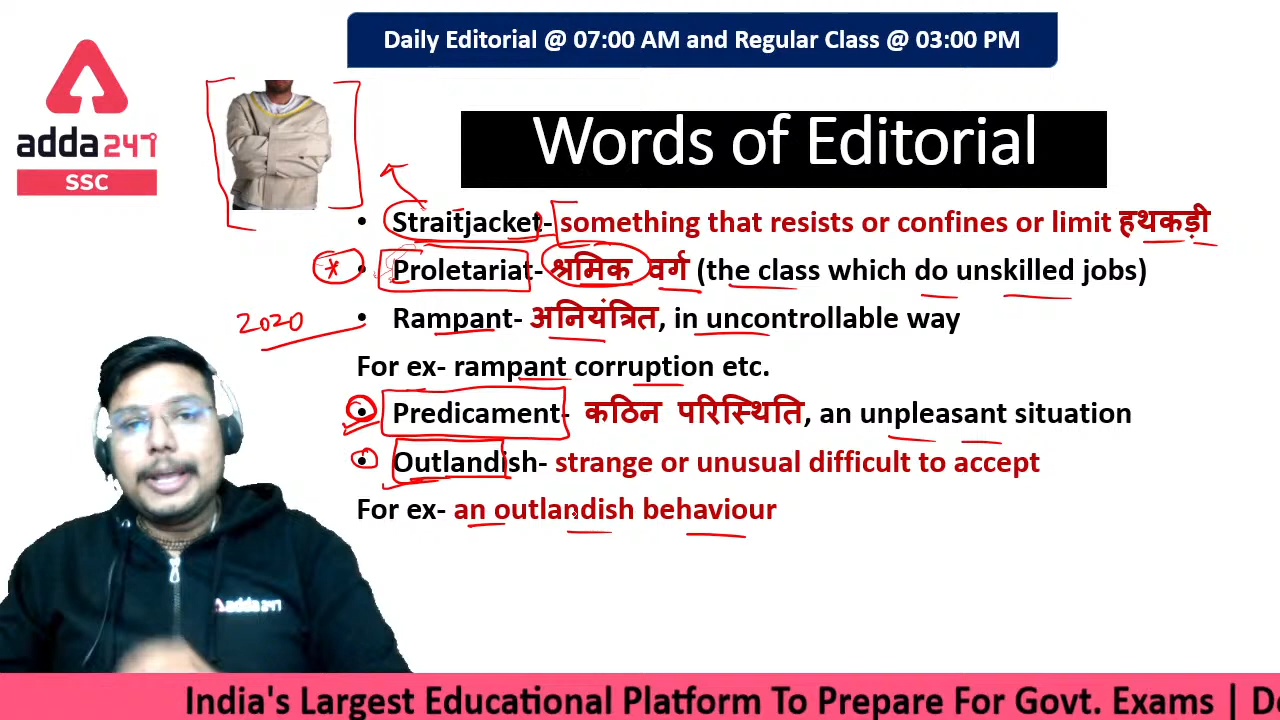 Daily Editorial @ 07:00 AM and Regular Class @ 03:00 PM
adda247
SSC
Words of Editorial
• Straitjacket- something that resists or confines or limit हथकड़ी
• Proletariat- श्रमिक वर्ग (the class which do unskilled jobs)
2020
• Rampant- अनियंत्रित, in uncontrollable way
For ex- rampant corruption etc.
• Predicament- कठिन परिस्थिति, an unpleasant situation
• Outlandish- strange or unusual difficult to accept
For ex- an outlandish behaviour
adda247
India's Largest Educational Platform To Prepare For Govt. Exams |